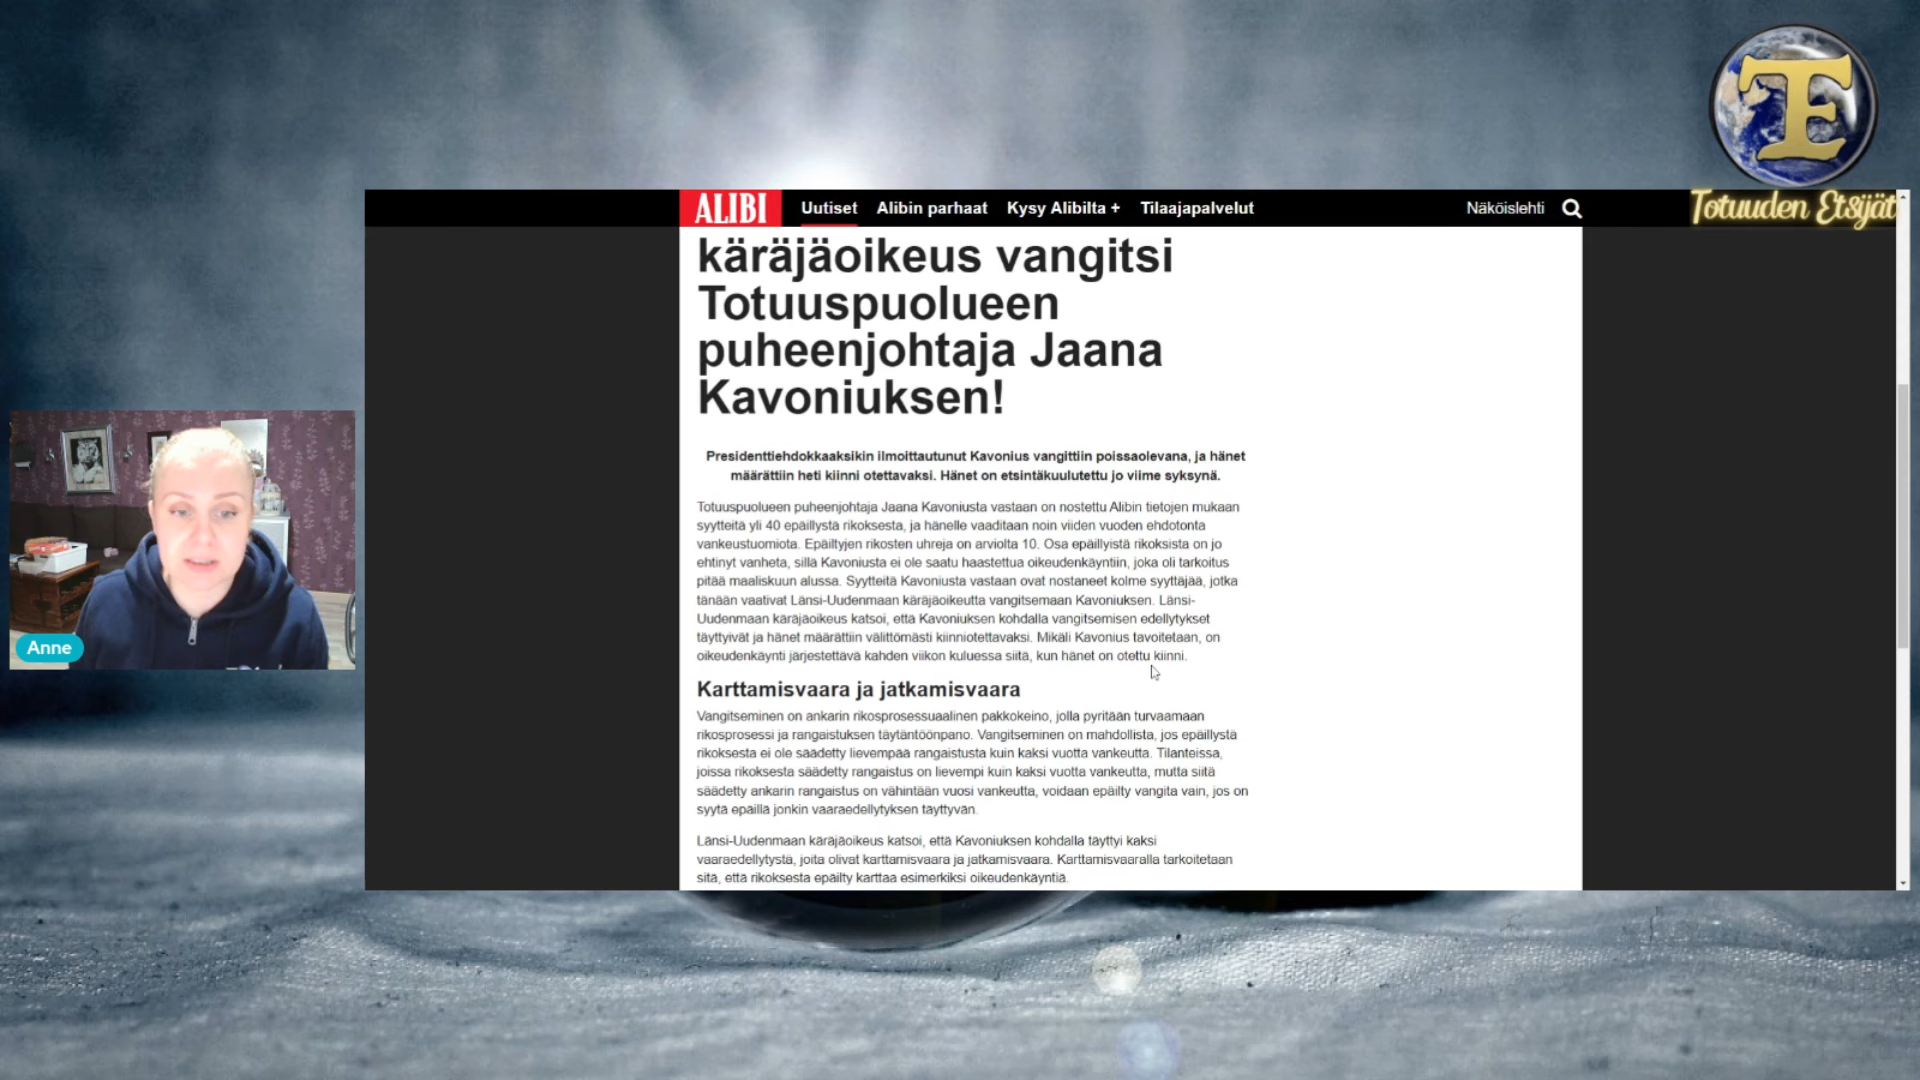 TE
Totuuden Etsijät
ALIBI Uutiset Alibin parhaat Kysy Alibilta + Tilaajapalvelut Näköislehti
käräjäoikeus vangitsi
Totuuspuolueen
puheenjohtaja Jaana
Kavoniuksen!
Presidenttiehdokkaaksikin ilmoittautunut Kavonius vangittiin poissaolevana, ja hänet
määrättiin heti kiinni otettavaksi. Hänet on etsintäkuulutettu jo viime syksynä.
Totuuspuolueen puheenjohtaja Jaana Kavoniusta vastaan on nostettu Alibin tietojen mukaan
syytteitä yli 40 epäillystä rikoksesta, ja hänelle vaaditaan noin viiden vuoden ehdotonta
vankeustuomiota. Epäiltyjen rikosten uhreja on arviolta 10. Osa epäillyistä rikoksista on jo
ehtinyt vanheta, sillä Kavoniusta ei ole saatu haastettua oikeudenkäyntiin, joka oli tarkoitus
pitää maaliskuun alussa. Syytteitä Kavoniusta vastaan ovat nostaneet kolme syyttäjää, jotka
tänään vaativat Länsi-Uudenmaan käräjäoikeutta vangitsemaan Kavoniuksen. Länsi-
Uudenmaan käräjäoikeus katsoi, että Kavoniuksen kohdalla vangitsemisen edellytykset
täyttyivät ja hänet määrättiin välittömästi kiinniotettavaksi. Mikäli Kavonius tavoitetaan, on
oikeudenkäynti järjestettävä kahden viikon kuluessa siitä, kun hänet on otettu kiinni.
Karttamisvaara ja jatkamisvaara
Vangitseminen on ankarin rikosprosessuaalinen pakkokeino, jolla pyritään turvaamaan
rikosprosessi ja rangaistuksen täytäntöönpano. Vangitseminen on mahdollista, jos epäillystä
rikoksesta ei ole säädetty lievempää rangaistusta kuin kaksi vuotta vankeutta. Tilanteissa,
joissa rikoksesta säädetty rangaistus on lievempi kuin kaksi vuotta vankeutta, mutta siitä
säädetty ankarin rangaistus on vähintään vuosi vankeutta, voidaan epäilty vangita vain, jos on
syytä epäillä jonkin vaaraedellytyksen täyttyvän.
Länsi-Uudenmaan käräjäoikeus katsoi, että Kavoniuksen kohdalla täyttyi kaksi
vaaraedellytystä, joita olivat karttamisvaara ja jatkamisvaara. Karttamisvaaralla tarkoitetaan
sitä, että rikoksesta epäilty karttaa esimerkiksi oikeudenkäyntiä.
Anne